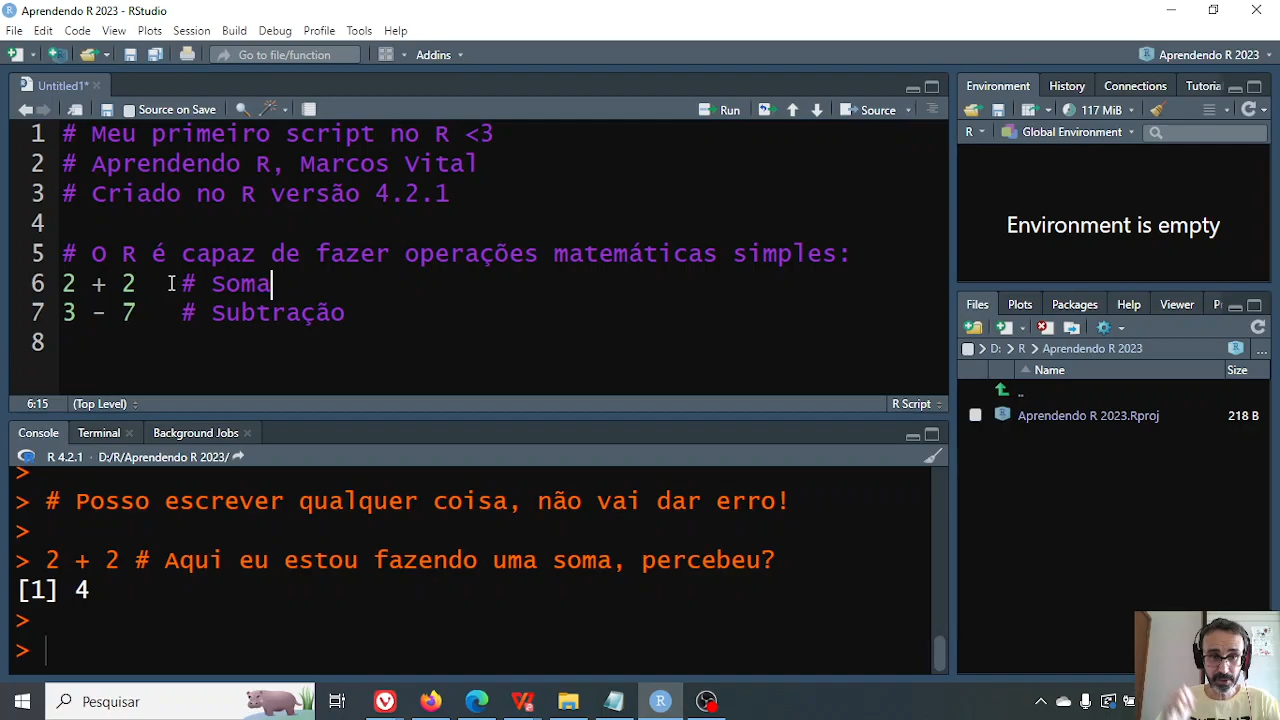 Aprendendo R 2023 - RStudio
File Edit Code View Plots Session Build Debug Profile Tools Help
Go to file/function Addins Aprendendo R 2023
Untitled1*
Source on Save Run Source
1 # Meu primeiro script no R <3
2 # Aprendendo R, Marcos Vital
3 # Criado no R versão 4.2.1
4
5 # O R é capaz de fazer operações matemáticas simples:
6 2 + 2 # Soma
7 3 - 7 # Subtração
8
6:15 (Top Level) R Script
Console Terminal Background Jobs
R 4.2.1 · D:/R/Aprendendo R 2023/
>
> # Posso escrever qualquer coisa, não vai dar erro!
>
> 2 + 2 # Aqui eu estou fazendo uma soma, percebeu?
[1] 4
>
>
Environment History Connections Tutoria
117 MiB
R Global Environment
Environment is empty
Files Plots Packages Help Viewer
D: R Aprendendo R 2023 ...
Name Size
..
Aprendendo R 2023.Rproj 218 B
Pesquisar